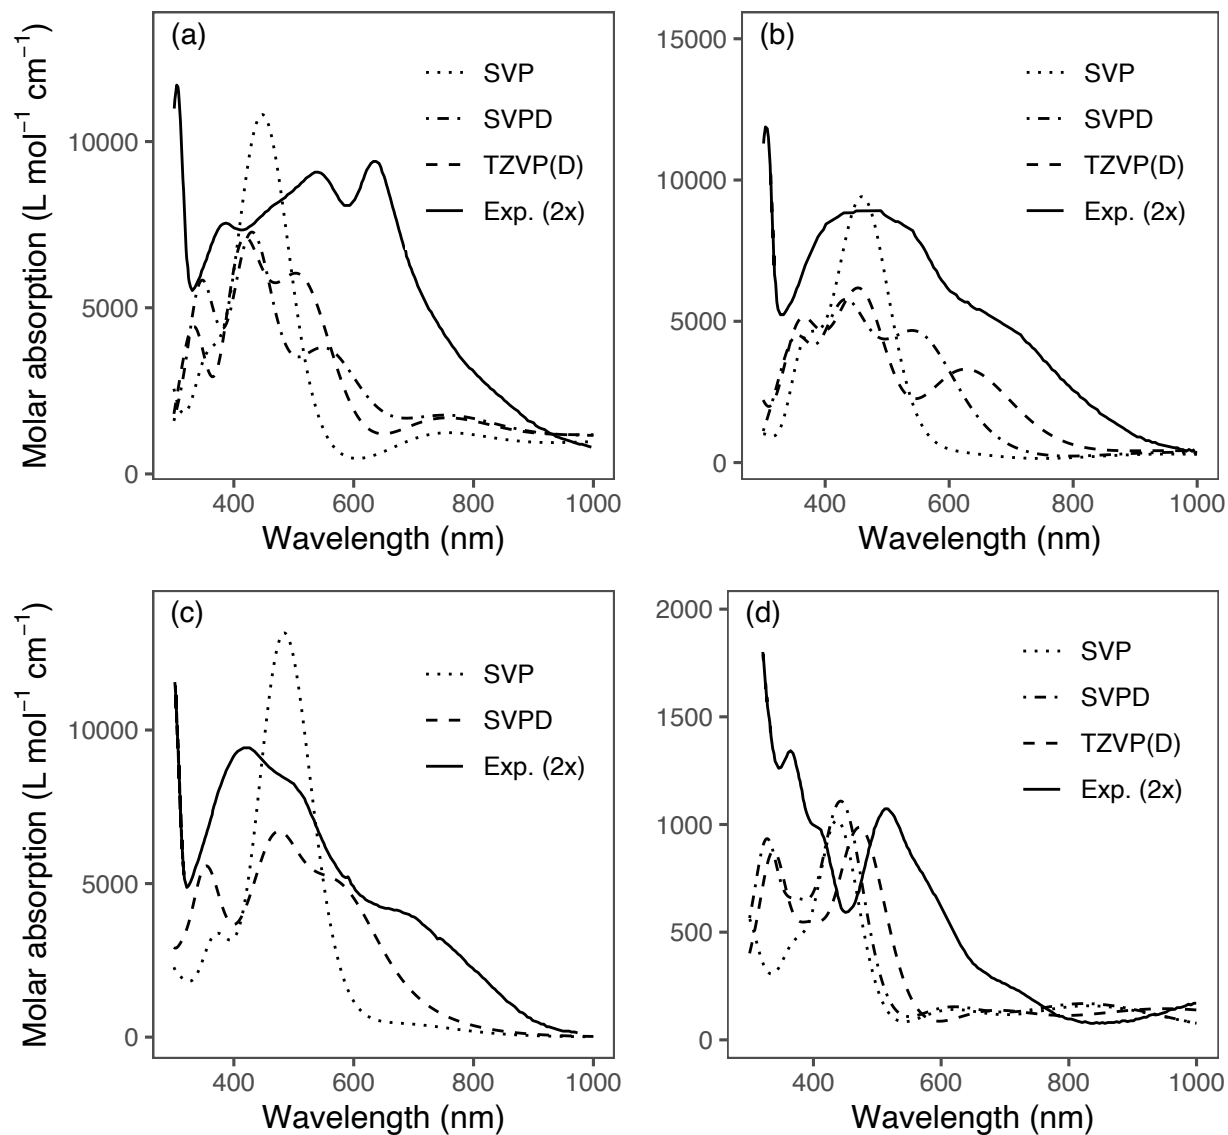 (a)
SVP
SVPD
TZVP(D)
Exp. (2x)
Molar absorption (L mol⁻¹ cm⁻¹)
10000
5000
0
400 600 800 1000
Wavelength (nm)
(b)
SVP
SVPD
TZVP(D)
Exp. (2x)
15000
10000
5000
0
400 600 800 1000
Wavelength (nm)
(c)
SVP
SVPD
Exp. (2x)
Molar absorption (L mol⁻¹ cm⁻¹)
10000
5000
0
400 600 800 1000
Wavelength (nm)
(d)
SVP
SVPD
TZVP(D)
Exp. (2x)
2000
1500
1000
500
0
400 600 800 1000
Wavelength (nm)